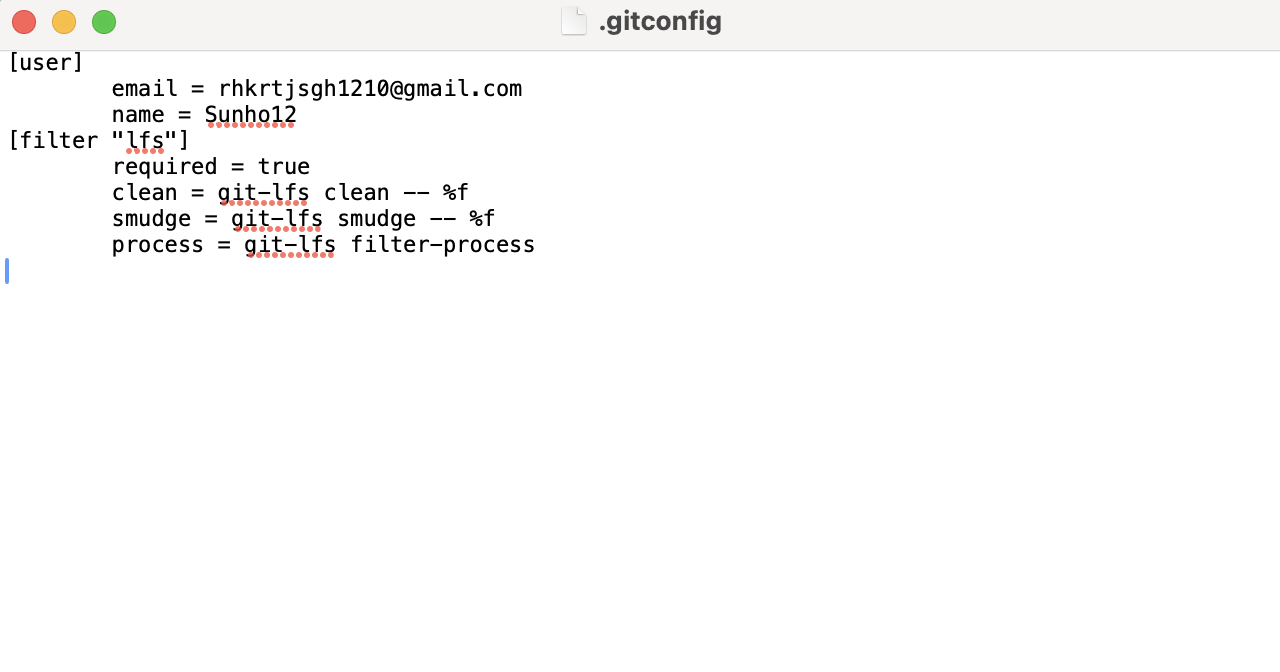 .gitconfig
[user]
email = rhkrtjsgh1210@gmail.com
name = Sunho12
[filter "lfs"]
required = true
clean = git-lfs clean -- %f
smudge = git-lfs smudge -- %f
process = git-lfs filter-process